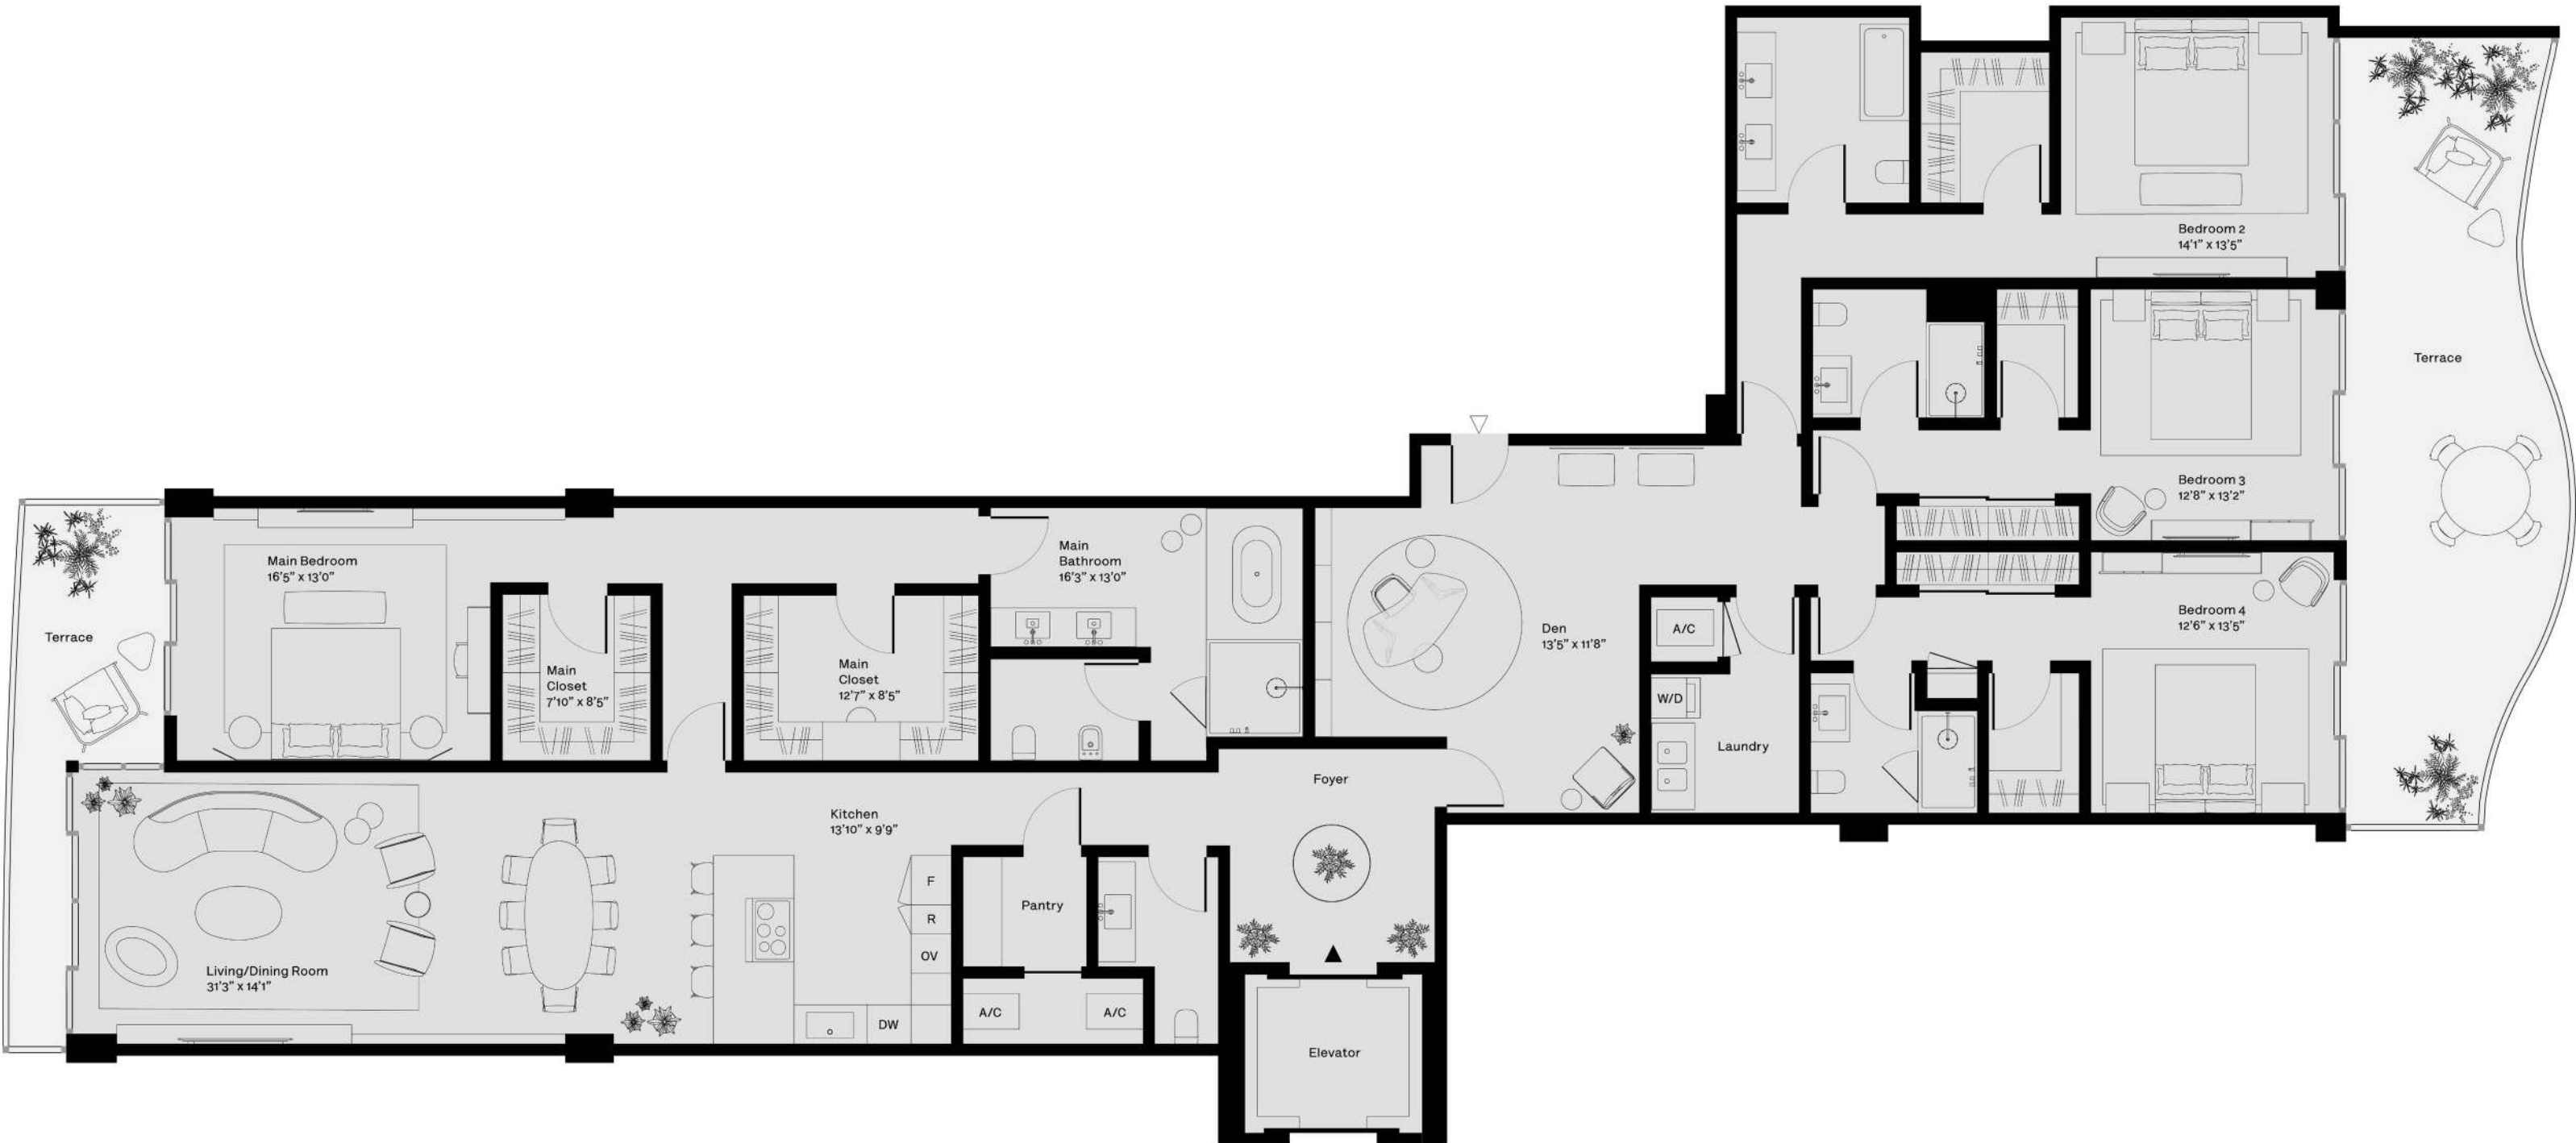 Bedroom 2
14'1" x 13'5"
Terrace
Bedroom 3
12'8" x 13'2"
Main
Bathroom
16'3" x 13'0"
Main Bedroom
16'5" x 13'0"
Bedroom 4
12'6" x 13'5"
A/C
Den
13'5" x 11'8"
Terrace
Main
Closet
12'7" x 8'5"
Main
Closet
7'10" x 8'5"
W/D
Laundry
Foyer
Kitchen
13'10" x 9'9"
F
Pantry
R
OV
Living/Dining Room
31'3" x 14'1"
A/C
A/C
DW
Elevator